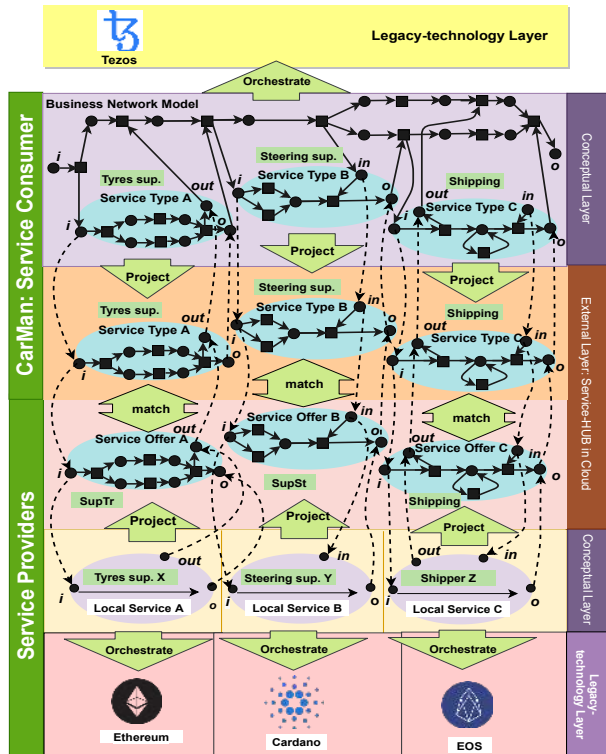 Tezos
Legacy-technology Layer
Orchestrate
Business Network Model
i
o
Tyres sup.
Service Type A
out
i
o
Steering sup.
Service Type B
in
i
o
Shipping
Service Type C
out
in
i
o
Conceptual Layer
CarMan: Service Consumer
Project
Project
Project
Tyres sup.
Service Type A
out
i
o
Steering sup.
Service Type B
in
i
o
Shipping
Service Type C
out
in
i
o
External Layer: Service-HUB in Cloud
match
match
match
Service Offer A
out
i
o
SupTr
Service Offer B
in
i
o
SupSt
Service Offer C
out
in
i
o
Shipping
Service Providers
Project
Project
Project
out
Tyres sup. X
i
o
Local Service A
in
Steering sup. Y
i
o
Local Service B
out
in
Shipper Z
i
o
Local Service C
Conceptual Layer
Orchestrate
Orchestrate
Orchestrate
Ethereum
Cardano
EOS
Legacy-
technology Layer